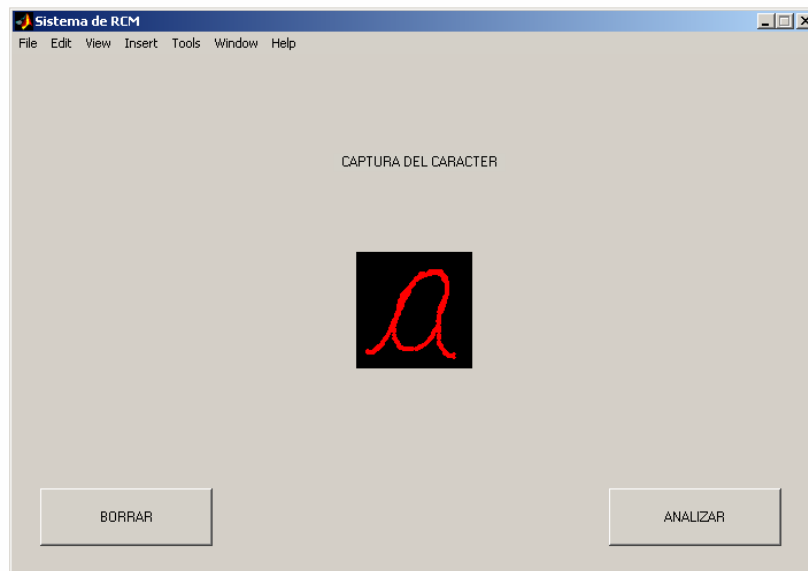 Sistema de RCM
File Edit View Insert Tools Window Help
CAPTURA DEL CARACTER
a
BORRAR ANALIZAR